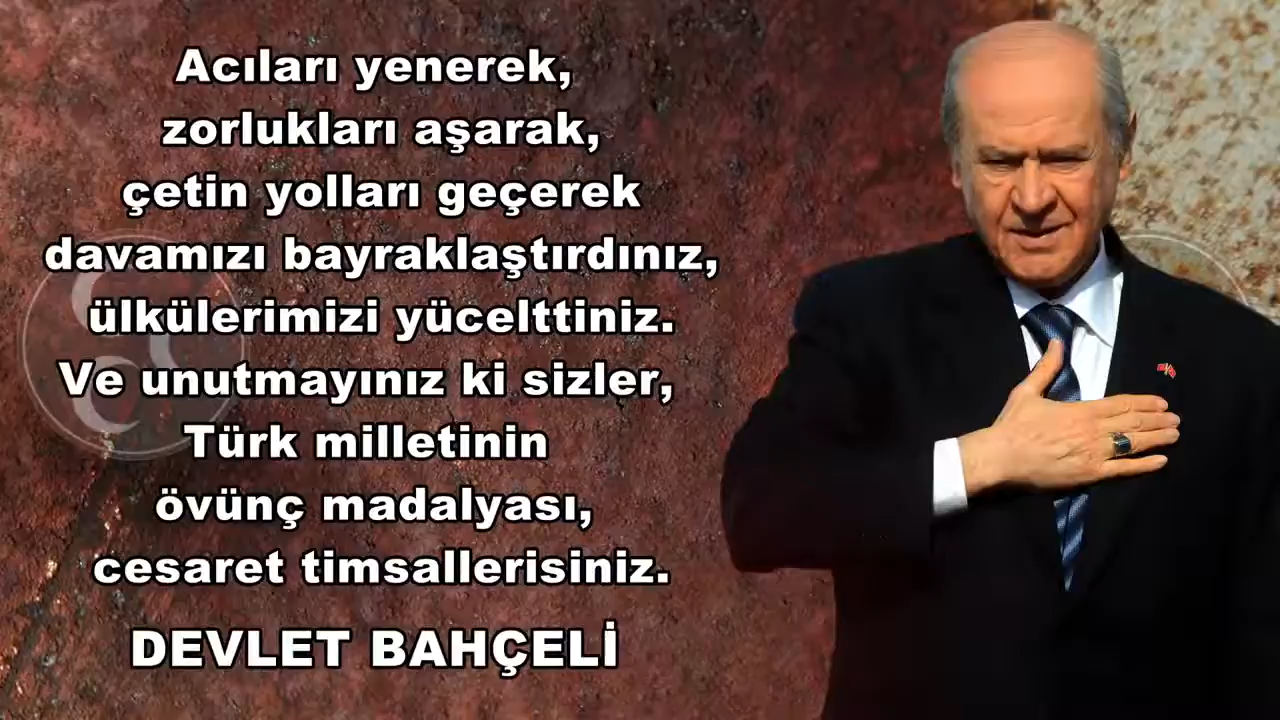 Acıları yenerek,
zorlukları aşarak,
çetin yolları geçerek
davamızı bayraklaştırdınız,
ülkülerimizi yücelttiniz.
Ve unutmayınız ki sizler,
Türk milletinin
övünç madalyası,
cesaret timsallerisiniz.
DEVLET BAHÇELİ